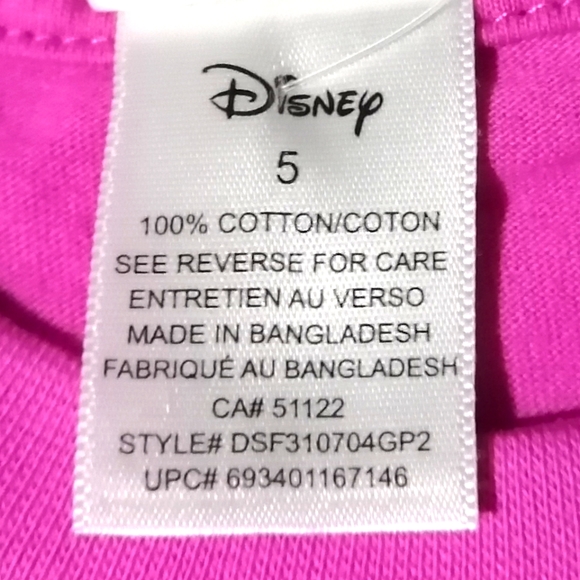 Disney
5
100% COTTON/COTON
SEE REVERSE FOR CARE
ENTRETIEN AU VERSO
MADE IN BANGLADESH
FABRIQUÉ AU BANGLADESH
CA# 51122
STYLE# DSF310704GP2
UPC# 693401167146